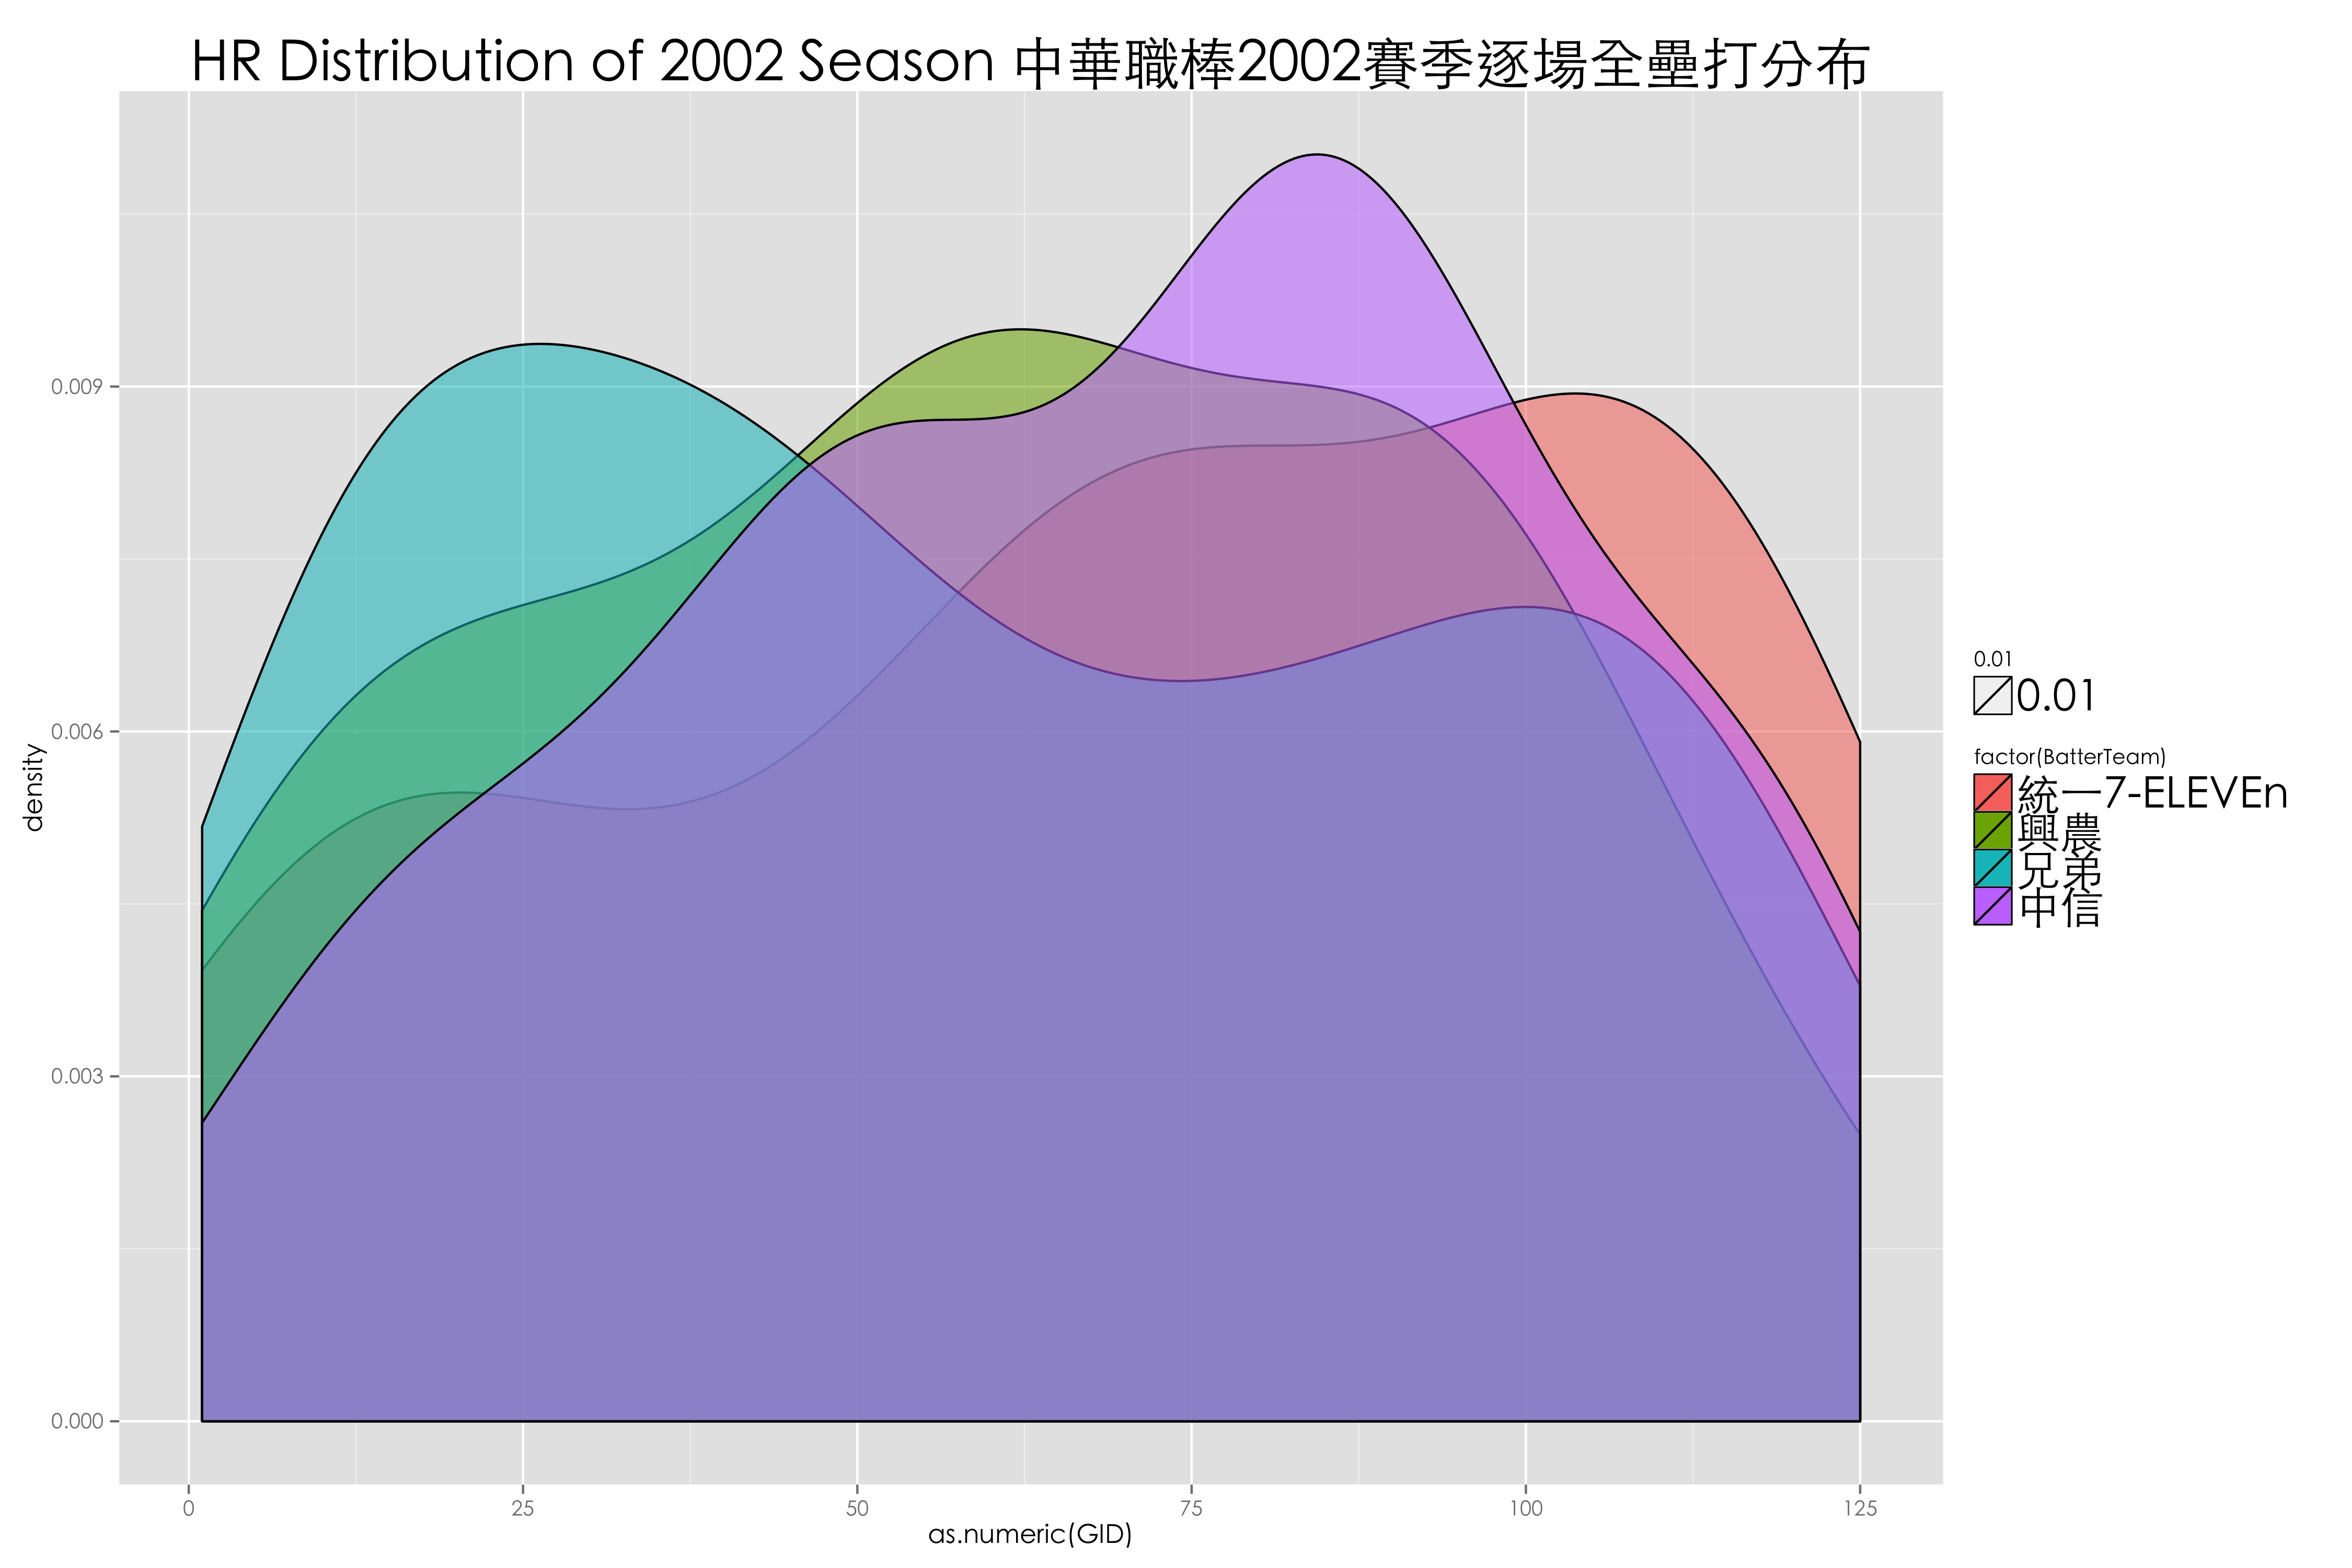 HR Distribution of 2002 Season 中華職棒2002賽季逐場全壘打分布
density
0.009
0.006
0.003
0.000
0
25
50
75
100
125
as.numeric(GID)
0.01
0.01
factor(BatterTeam)
統一7-ELEVEn
興農
兄弟
中信